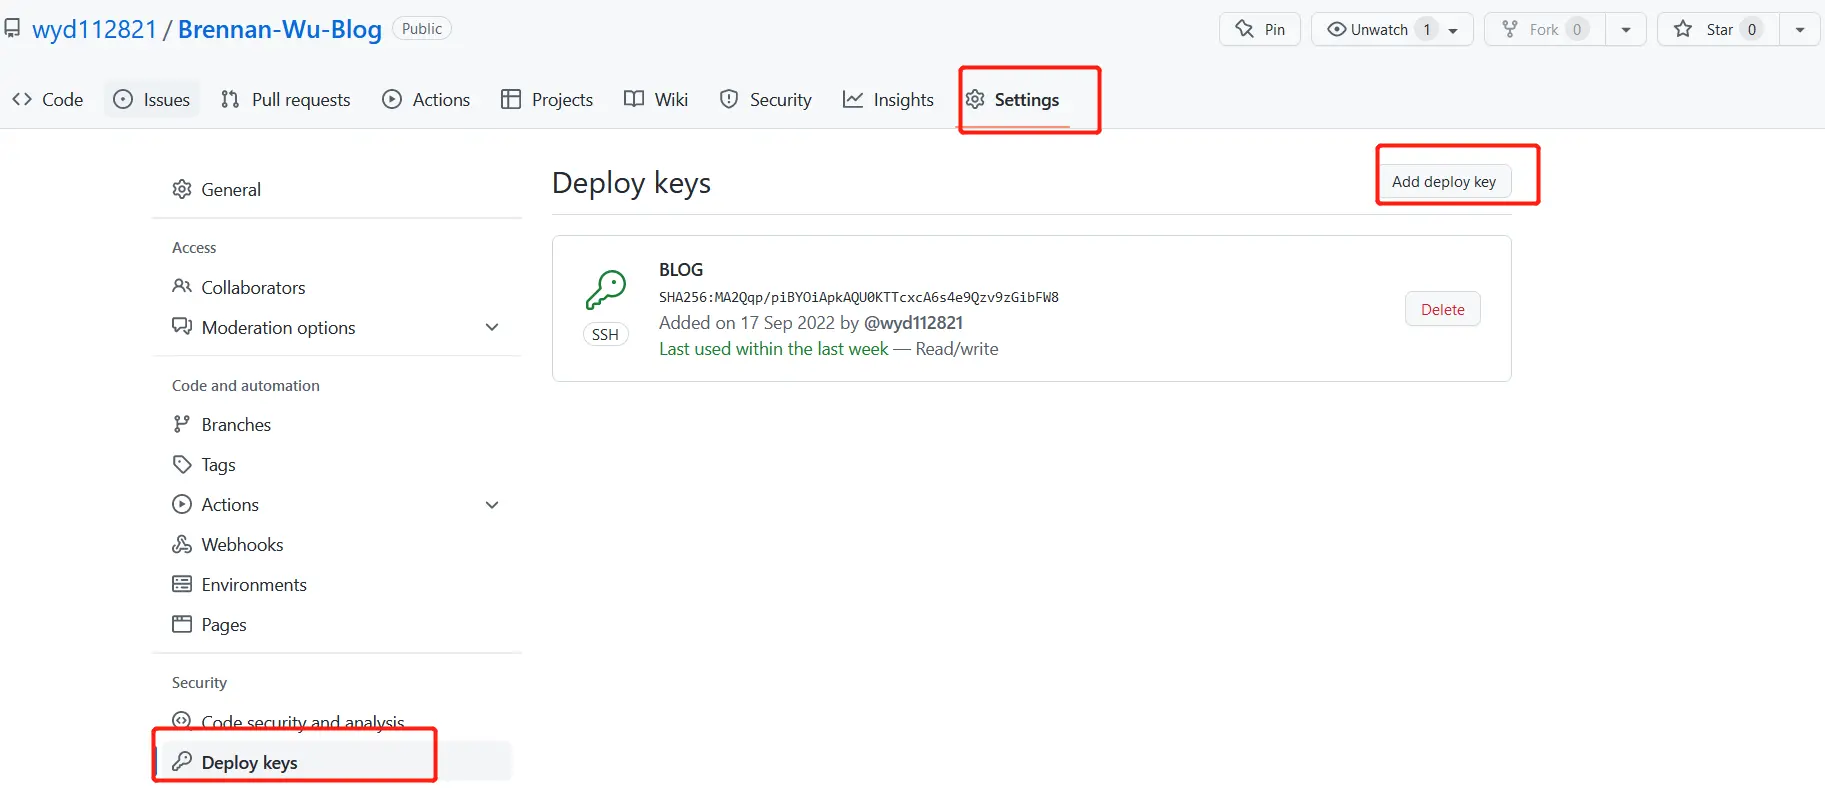 wyd112821 / Brennan-Wu-Blog Public
Pin
Unwatch 1
Fork 0
Star 0
Code
Issues
Pull requests
Actions
Projects
Wiki
Security
Insights
Settings
General
Access
Collaborators
Moderation options
Code and automation
Branches
Tags
Actions
Webhooks
Environments
Pages
Security
Code security and analysis
Deploy keys
Deploy keys
Add deploy key
BLOG
SHA256:MA2Qqp/piBYOiApkAQU0KTTcxcA6s4e9Qzv9zGibFW8
SSH
Added on 17 Sep 2022 by @wyd112821
Last used within the last week — Read/write
Delete